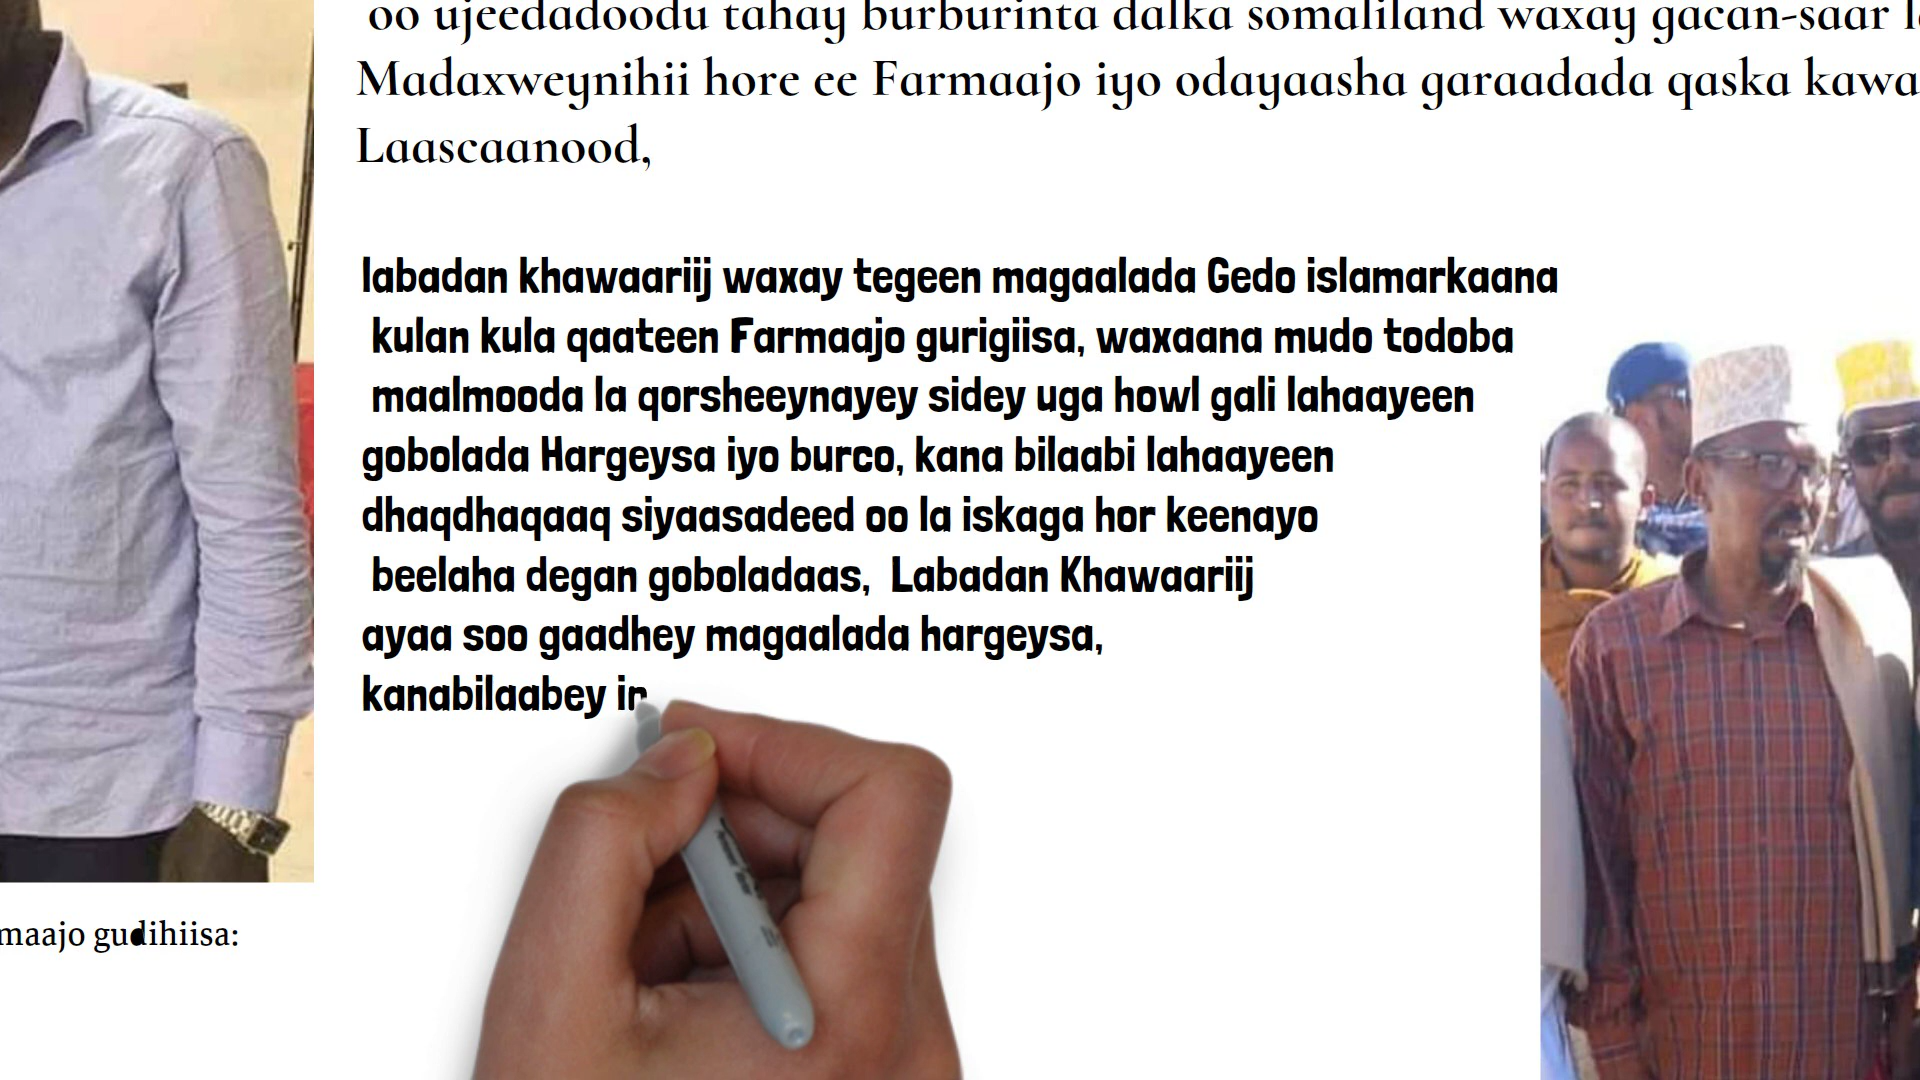 oo ujeedadoodu tahay burburinta dalka somaliland waxay gacan-saar
Madaxweynihii hore ee Farmaajo iyo odayaasha garaadada qaska kawa
Laascaanood,
labadan khawaariij waxay tegeen magaalada Gedo islamarkaana
kulan kula qaateen Farmaajo gurigiisa, waxaana mudo todoba
maalmooda la qorsheeynayey sidey uga howl gali lahaayeen
gobolada Hargeysa iyo burco, kana bilaabi lahaayeen
dhaqdhaqaaq siyaasadeed oo la iskaga hor keenayo
beelaha degan goboladaas, Labadan Khawaariij
ayaa soo gaadhey magaalada hargeysa,
kanabilaabey in
maajo gudihiisa: